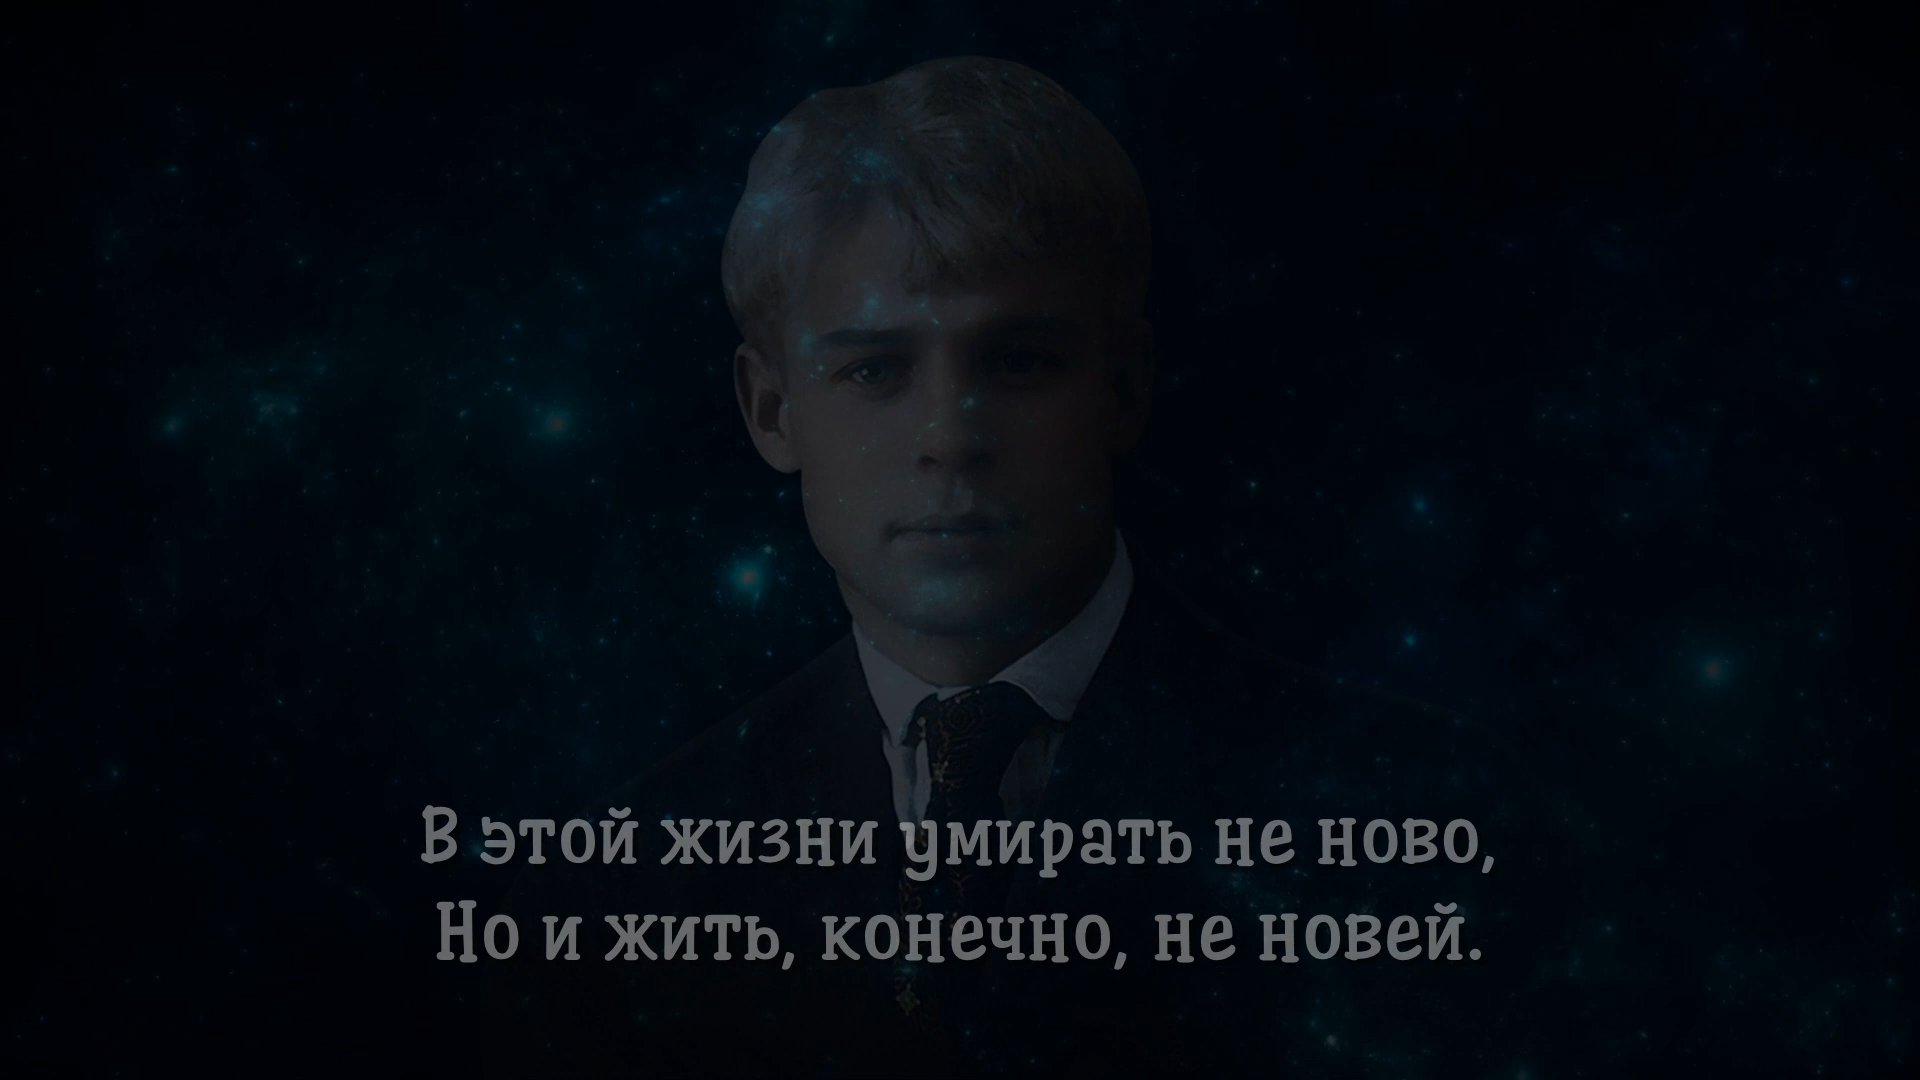 В этой жизни умирать не ново,
Но и жить, конечно, не новей.